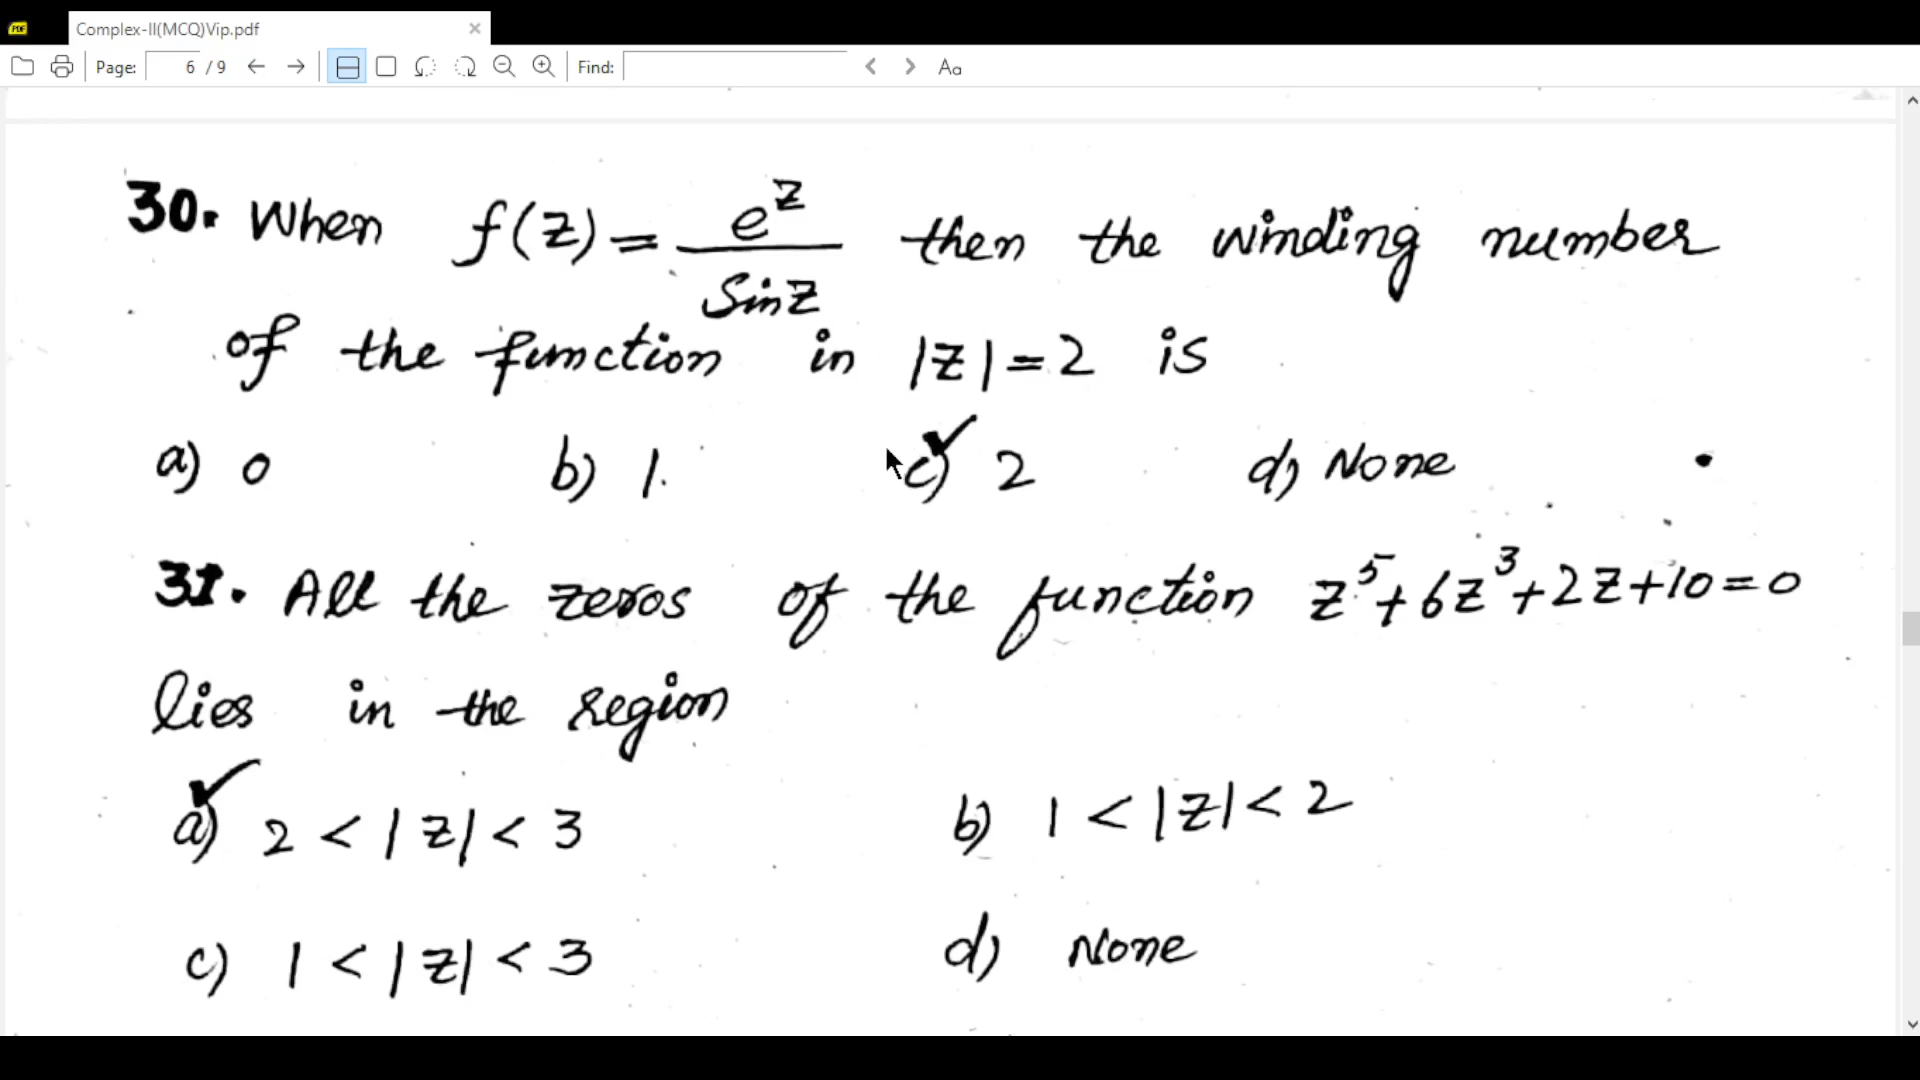 Complex-II(MCQ)Vip.pdf
Page: 6 / 9 Find: Aa
30. When f(z) = e^z / Sin z then the winding number
of the function in |z| = 2 is
a) 0 b) 1. c) 2 d) None
31. All the zeros of the function z^5 + 6z^3 + 2z + 10 = 0
lies in the region
a) 2 < |z| < 3 b) 1 < |z| < 2
c) 1 < |z| < 3 d) None